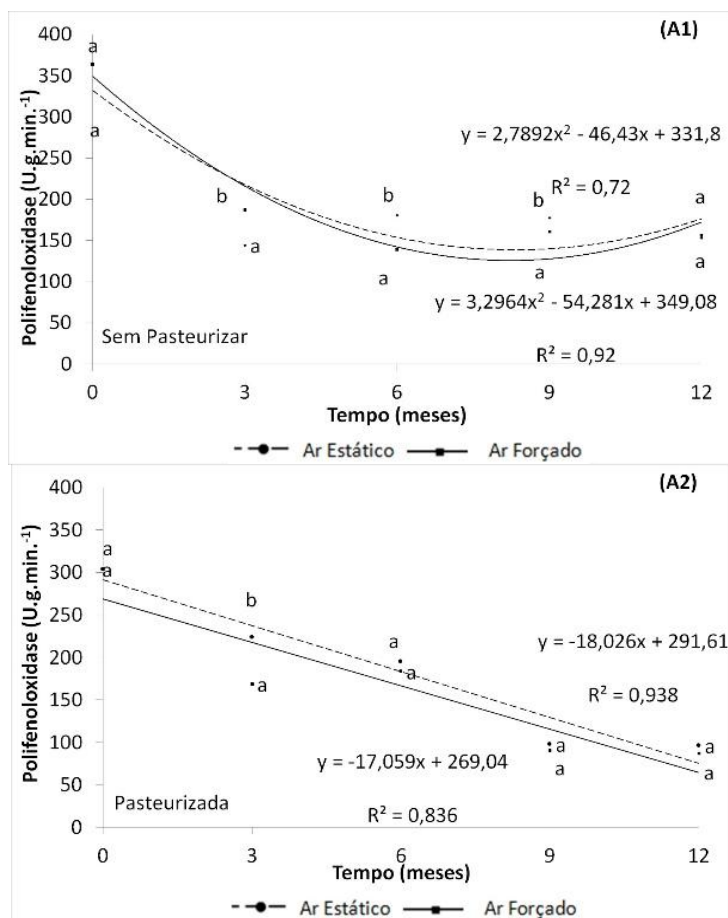 (A1)
Polifenoloxidase (U.g.min.⁻¹)
400
350
300
250
200
150
100
50
0
a
a
b
a
b
a
b
a
a
a
y = 2,7892x² - 46,43x + 331,8
R² = 0,72
y = 3,2964x² - 54,281x + 349,08
R² = 0,92
Sem Pasteurizar
0 3 6 9 12
Tempo (meses)
Ar Estático Ar Forçado
(A2)
Polifenoloxidase (U.g.min.⁻¹)
400
350
300
250
200
150
100
50
0
a
a
b
a
a
a
a
a
a
a
y = -18,026x + 291,61
R² = 0,938
y = -17,059x + 269,04
R² = 0,836
Pasteurizada
0 3 6 9 12
Tempo (meses)
Ar Estático Ar Forçado